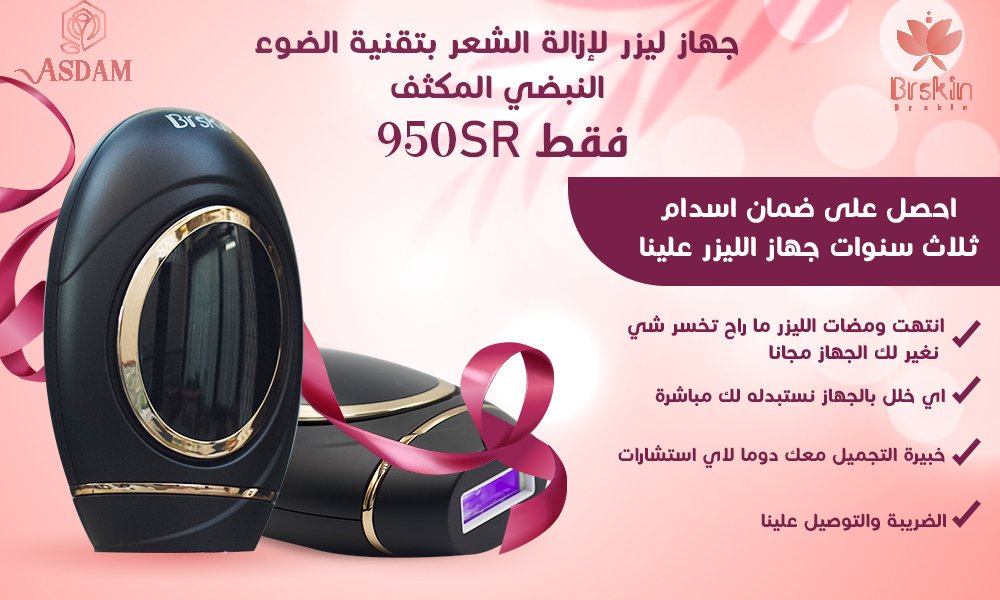 ASDAM
Brskin
Brskin
جهاز ليزر لإزالة الشعر بتقنية الضوء
النبضي المكثف
فقط 950SR
Brskin
احصل على ضمان اسدام
ثلاث سنوات جهاز الليزر علينا
انتهت ومضات الليزر ما راح تخسر شي
نغير لك الجهاز مجانا
اي خلل بالجهاز نستبدله لك مباشرة
خبيرة التجميل معك دوما لاي استشارات
الضريبة والتوصيل علينا